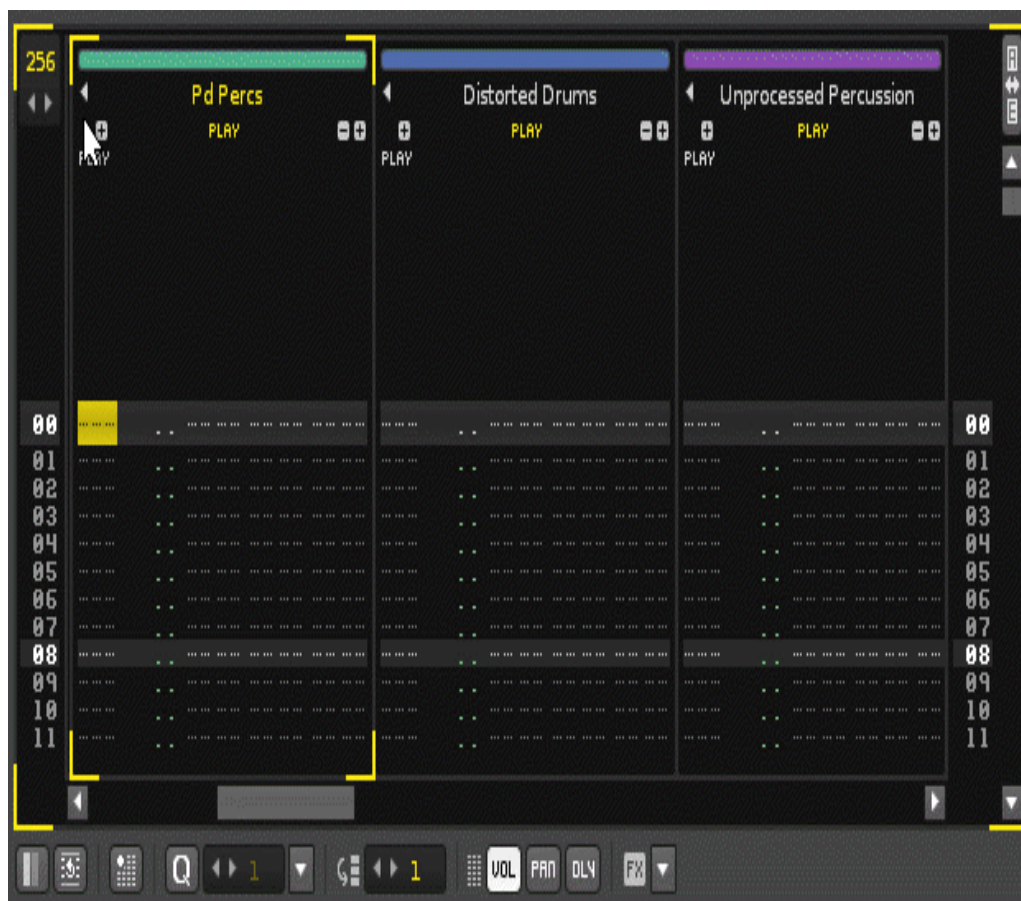 256
Pd Percs Distorted Drums Unprocessed Percussion
PLAY PLAY PLAY
PLAY PLAY PLAY
00 00
01 01
02 02
03 03
04 04
05 05
06 06
07 07
08 08
09 09
10 10
11 11
A
E
Q 1 1 VOL PAN DLY FX